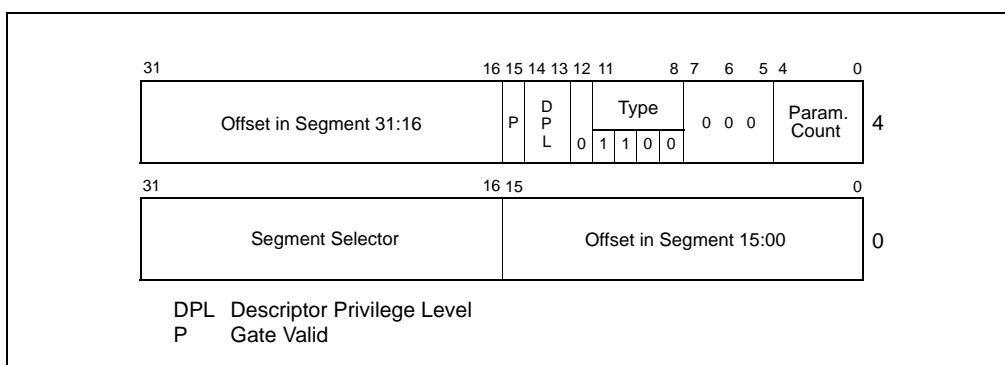 31 16 15 14 13 12 11 8 7 6 5 4 0
Offset in Segment 31:16 P D P L 0 Type 1 1 0 0 0 0 0 Param. Count 4
31 16 15 0
Segment Selector Offset in Segment 15:00 0
DPL Descriptor Privilege Level
P Gate Valid